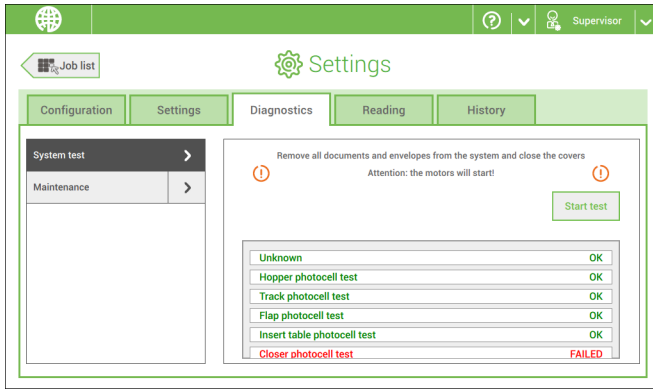 Supervisor
Job list
Settings
Configuration
Settings
Diagnostics
Reading
History
System test
Maintenance
Remove all documents and envelopes from the system and close the covers
Attention: the motors will start!
Start test
Unknown OK
Hopper photocell test OK
Track photocell test OK
Flap photocell test OK
Insert table photocell test OK
Closer photocell test FAILED